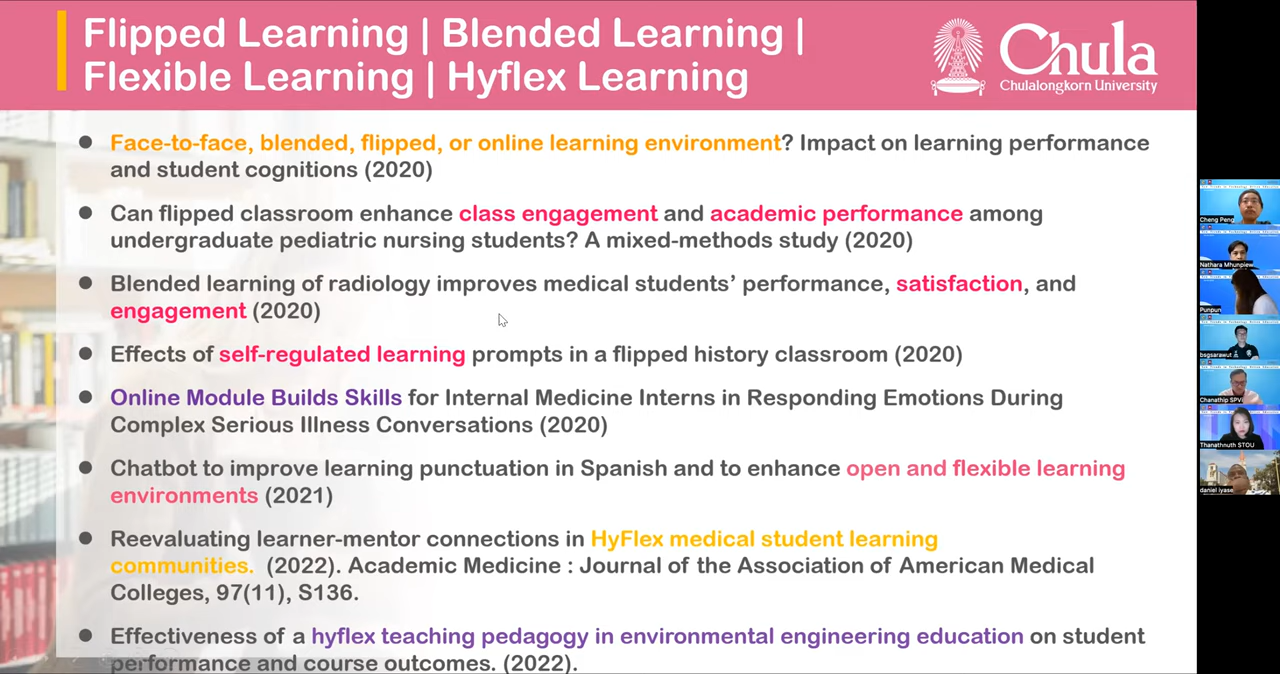 Flipped Learning | Blended Learning |
Flexible Learning | Hyflex Learning
Chula
Chulalongkorn University
Face-to-face, blended, flipped, or online learning environment? Impact on learning performance
and student cognitions (2020)
Can flipped classroom enhance class engagement and academic performance among
undergraduate pediatric nursing students? A mixed-methods study (2020)
Blended learning of radiology improves medical students' performance, satisfaction, and
engagement (2020)
Effects of self-regulated learning prompts in a flipped history classroom (2020)
Online Module Builds Skills for Internal Medicine Interns in Responding Emotions During
Complex Serious Illness Conversations (2020)
Chatbot to improve learning punctuation in Spanish and to enhance open and flexible learning
environments (2021)
Reevaluating learner-mentor connections in HyFlex medical student learning
communities. (2022). Academic Medicine : Journal of the Association of American Medical
Colleges, 97(11), S136.
Effectiveness of a hyflex teaching pedagogy in environmental engineering education on student
performance and course outcomes. (2022).
Cheng Peng
Nathara Mhunpiew
Punpun
bsgsarawut
Chanathip SPVi
Thanathnuth STOU
daniel iyase